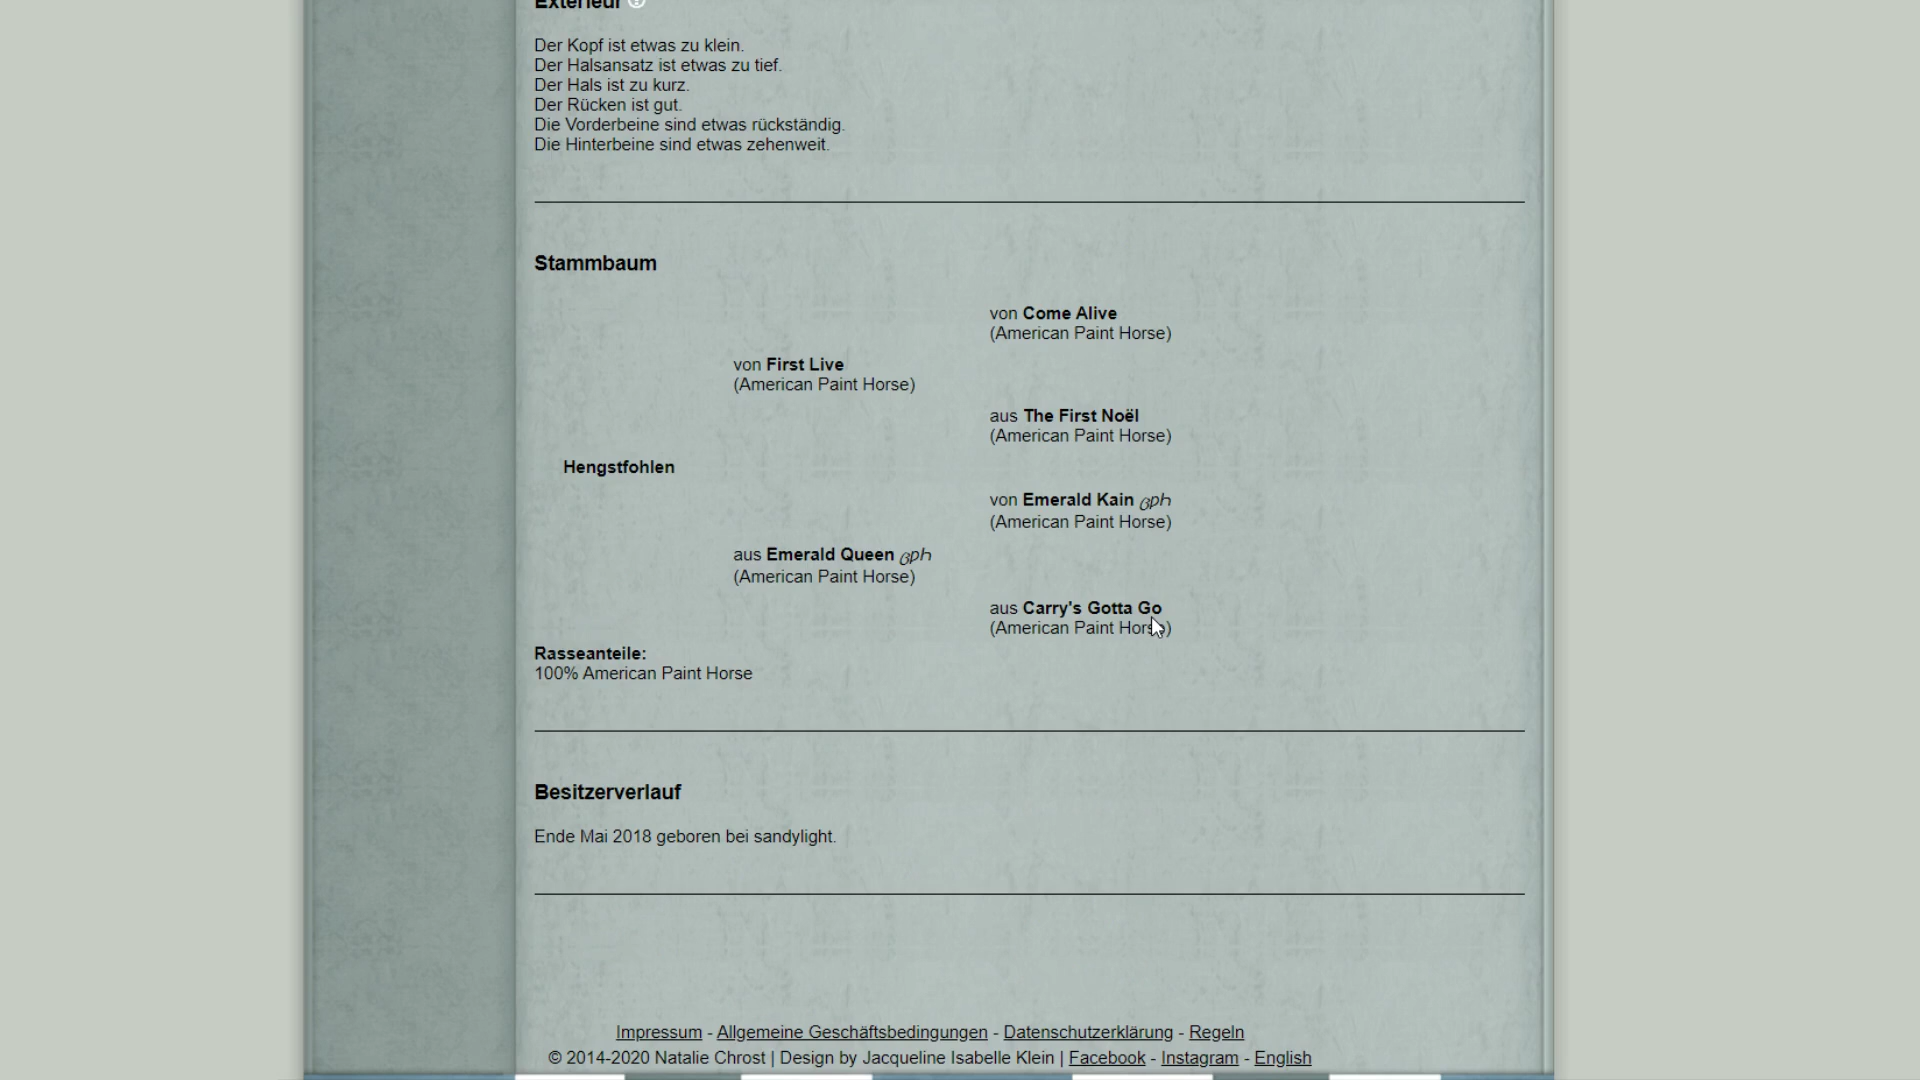 Exterieur
Der Kopf ist etwas zu klein.
Der Halsansatz ist etwas zu tief.
Der Hals ist zu kurz.
Der Rücken ist gut.
Die Vorderbeine sind etwas rückständig.
Die Hinterbeine sind etwas zehenweit.
Stammbaum
von Come Alive
(American Paint Horse)
von First Live
(American Paint Horse)
aus The First Noël
(American Paint Horse)
Hengstfohlen
von Emerald Kain
(American Paint Horse)
aus Emerald Queen
(American Paint Horse)
aus Carry's Gotta Go
(American Paint Horse)
Rasseanteile:
100% American Paint Horse
Besitzerverlauf
Ende Mai 2018 geboren bei sandylight.
Impressum - Allgemeine Geschäftsbedingungen - Datenschutzerklärung - Regeln
© 2014-2020 Natalie Chrost | Design by Jacqueline Isabelle Klein | Facebook - Instagram - English